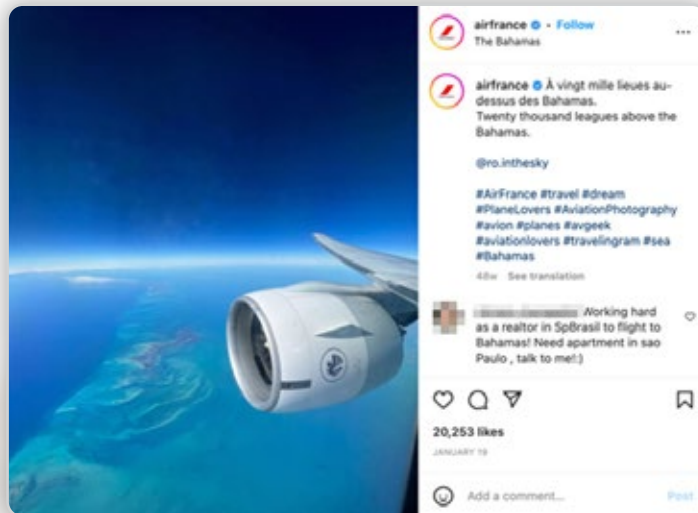 airfrance • Follow
The Bahamas
airfrance À vingt mille lieues au-
dessus des Bahamas.
Twenty thousand leagues above the
Bahamas.
@ro.inthesky
#AirFrance #travel #dream
#PlaneLovers #AviationPhotography
#avion #planes #avgeek
#aviationlovers #travelingram #sea
#Bahamas
48w See translation
Working hard
as a realtor in SpBrasil to flight to
Bahamas! Need apartment in sao
Paulo , talk to me!:)
20,253 likes
JANUARY 19
Add a comment... Post